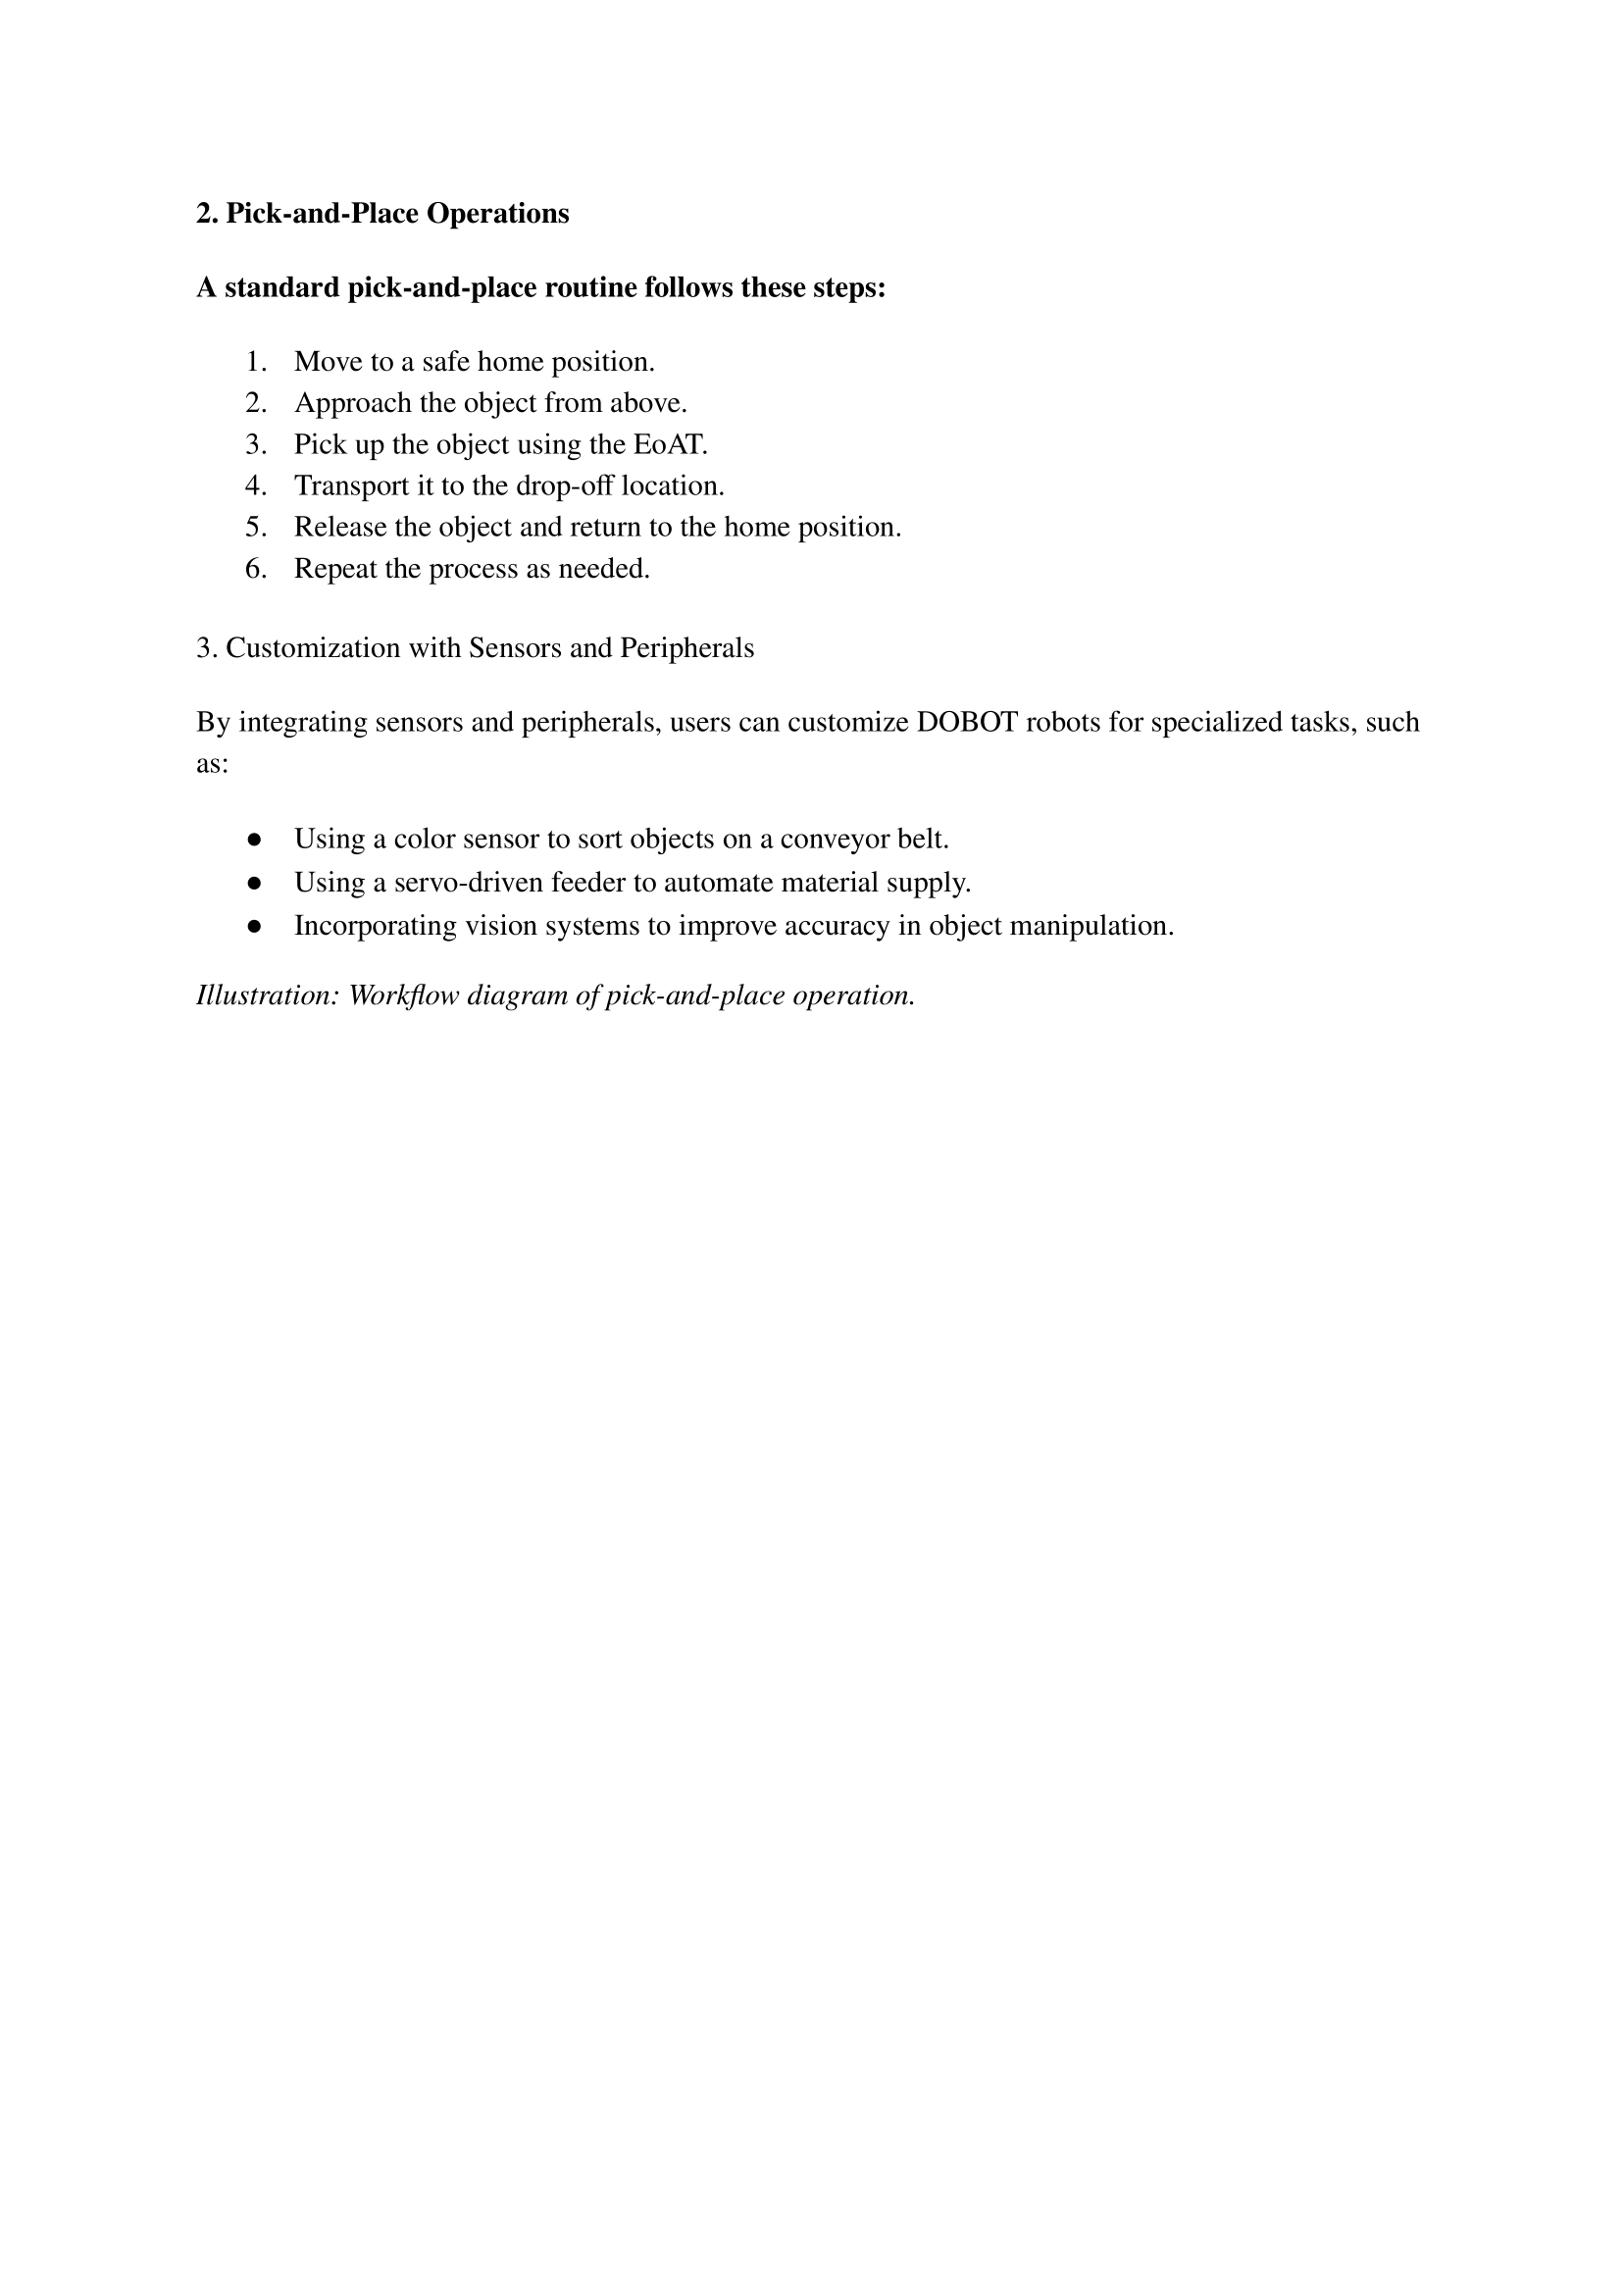 2. Pick-and-Place Operations
A standard pick-and-place routine follows these steps:
1. Move to a safe home position.
2. Approach the object from above.
3. Pick up the object using the EoAT.
4. Transport it to the drop-off location.
5. Release the object and return to the home position.
6. Repeat the process as needed.
3. Customization with Sensors and Peripherals
By integrating sensors and peripherals, users can customize DOBOT robots for specialized tasks, such
as:
● Using a color sensor to sort objects on a conveyor belt.
● Using a servo-driven feeder to automate material supply.
● Incorporating vision systems to improve accuracy in object manipulation.
Illustration: Workflow diagram of pick-and-place operation.